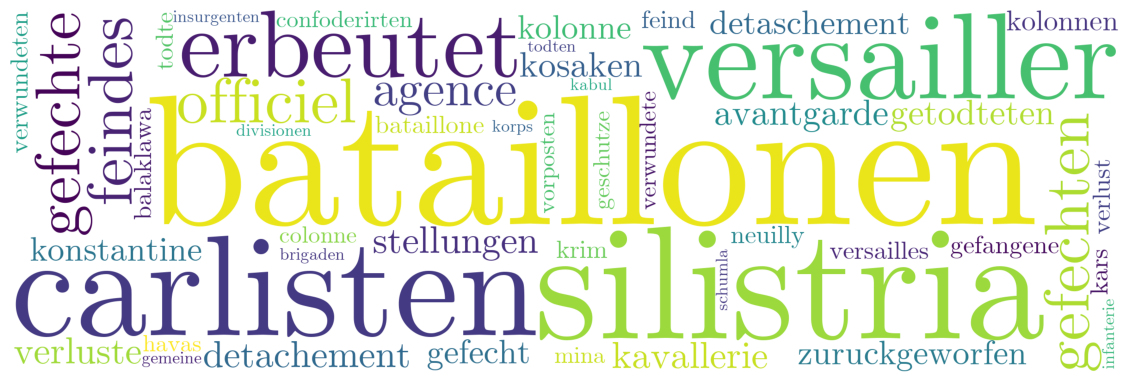 verwundeten
gefechte
feindes
todte
insurgenten
confoderirten
erbeutet
todten
kolonne
kosaken
kabul
feind
detaschement
kolonnen
versailler
officiel
agence
avantgarde
getodteten
divisionen
bataillone
korps
balaklawa
bataillonen
vorposten
geschutze
verwundete
gefechten
verlust
konstantine
colonne
brigaden
stellungen
krim
neuilly
versailles
gefangene
kars
carlisten
silistria
schumla
infanterie
verluste
havas
gemeine
detachement
gefecht
mina
kavallerie
zuruckgeworfen